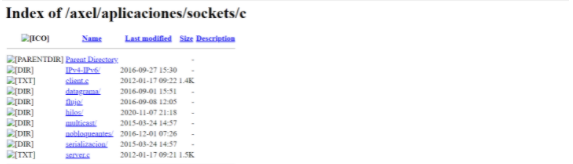 Index of /axel/aplicaciones/sockets/c
[ICO] Name Last modified Size Description
[PARENTDIR] Parent Directory -
[DIR] IPv4-IPv6/ 2016-09-27 15:30 -
[TXT] client.c 2012-01-17 09:22 1.4K
[DIR] datagrama/ 2016-09-01 15:51 -
[DIR] flujo/ 2016-09-08 12:05 -
[DIR] hilos/ 2020-11-07 21:18 -
[DIR] multicast/ 2015-03-24 14:57 -
[DIR] nobloqueantes/ 2016-12-01 07:26 -
[DIR] serializacion/ 2015-03-24 14:57 -
[TXT] server.c 2012-01-17 09:21 1.5K